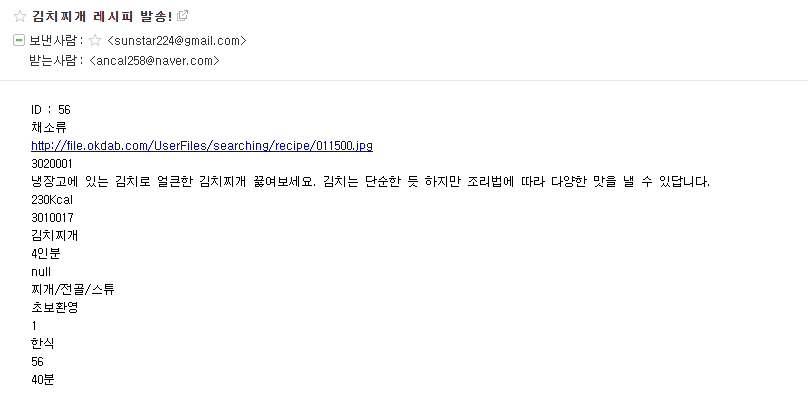 김치찌개 레시피 발송!
보낸사람 : <sunstar224@gmail.com>
받는사람 : <ancal258@naver.com>
ID : 56
채소류
http://file.okdab.com/UserFiles/searching/recipe/011500.jpg
3020001
냉장고에 있는 김치로 얼큰한 김치찌개 끓여보세요. 김치는 단순한 듯 하지만 조리법에 따라 다양한 맛을 낼 수 있답니다.
230Kcal
3010017
김치찌개
4인분
null
찌개/전골/스튜
초보환영
1
한식
56
40분